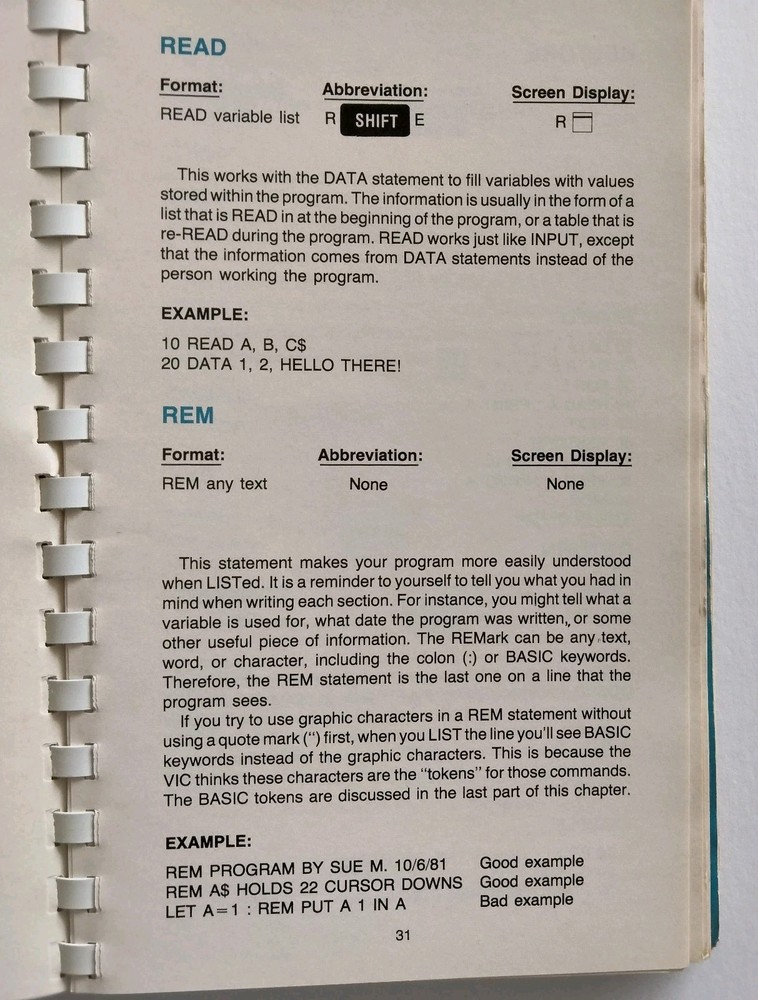 READ
Format: Abbreviation: Screen Display:
READ variable list R SHIFT E R
This works with the DATA statement to fill variables with values
stored within the program. The information is usually in the form of a
list that is READ in at the beginning of the program, or a table that is
re-READ during the program. READ works just like INPUT, except
that the information comes from DATA statements instead of the
person working the program.
EXAMPLE:
10 READ A, B, C$
20 DATA 1, 2, HELLO THERE!
REM
Format: Abbreviation: Screen Display:
REM any text None None
This statement makes your program more easily understood
when LISTed. It is a reminder to yourself to tell you what you had in
mind when writing each section. For instance, you might tell what a
variable is used for, what date the program was written, or some
other useful piece of information. The REMark can be any text,
word, or character, including the colon (:) or BASIC keywords.
Therefore, the REM statement is the last one on a line that the
program sees.
If you try to use graphic characters in a REM statement without
using a quote mark (“) first, when you LIST the line you'll see BASIC
keywords instead of the graphic characters. This is because the
VIC thinks these characters are the “tokens” for those commands.
The BASIC tokens are discussed in the last part of this chapter.
EXAMPLE:
REM PROGRAM BY SUE M. 10/6/81 Good example
REM A$ HOLDS 22 CURSOR DOWNS Good example
LET A=1 : REM PUT A 1 IN A Bad example
31